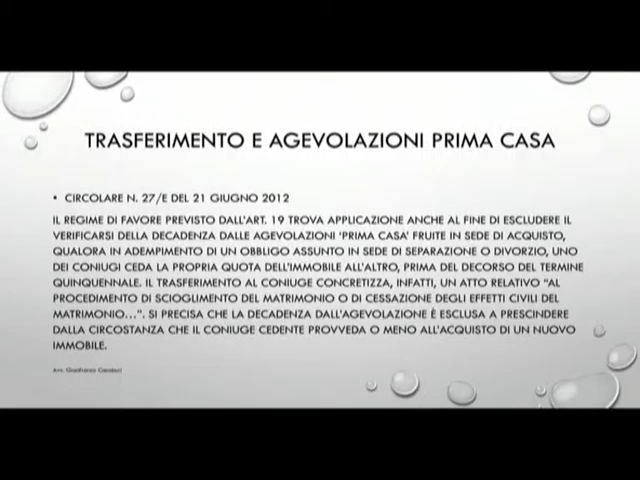 TRASFERIMENTO E AGEVOLAZIONI PRIMA CASA
• CIRCOLARE N. 27/E DEL 21 GIUGNO 2012
IL REGIME DI FAVORE PREVISTO DALL'ART. 19 TROVA APPLICAZIONE ANCHE AL FINE DI ESCLUDERE IL
VERIFICARSI DELLA DECADENZA DALLE AGEVOLAZIONI 'PRIMA CASA' FRUITE IN SEDE DI ACQUISTO,
QUALORA IN ADEMPIMENTO DI UN OBBLIGO ASSUNTO IN SEDE DI SEPARAZIONE O DIVORZIO, UNO
DEI CONIUGI CEDA LA PROPRIA QUOTA DELL'IMMOBILE ALL'ALTRO, PRIMA DEL DECORSO DEL TERMINE
QUINQUENNALE. IL TRASFERIMENTO AL CONIUGE CONCRETIZZA, INFATTI, UN ATTO RELATIVO "AL
PROCEDIMENTO DI SCIOGLIMENTO DEL MATRIMONIO O DI CESSAZIONE DEGLI EFFETTI CIVILI DEL
MATRIMONIO...". SI PRECISA CHE LA DECADENZA DALL'AGEVOLAZIONE È ESCLUSA A PRESCINDERE
DALLA CIRCOSTANZA CHE IL CONIUGE CEDENTE PROVVEDA O MENO ALL'ACQUISTO DI UN NUOVO
IMMOBILE.
Avv. Gianfranco